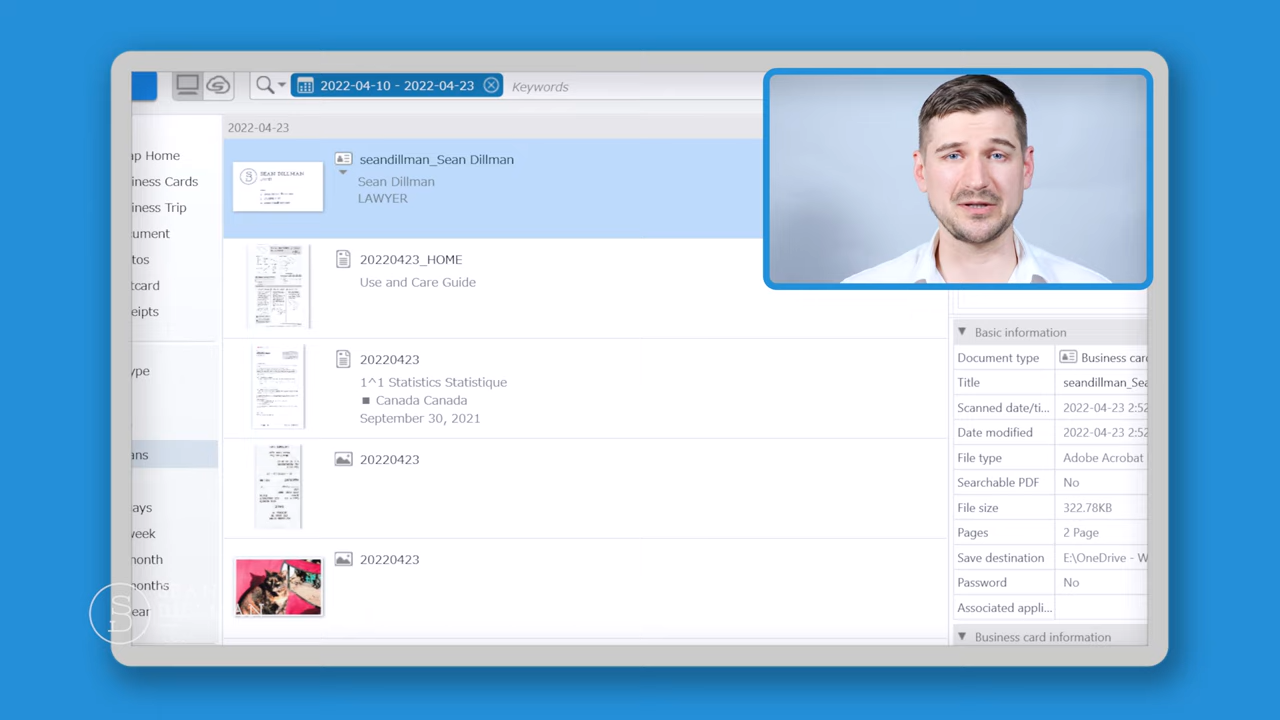 2022-04-10 - 2022-04-23
Keywords
2022-04-23
p Home
iness Cards
iness Trip
ument
tos
tcard
eipts
ype
ans
ays
week
onth
onths
ear
SEAN DILLMAN
seandillman_Sean Dillman
Sean Dillman
LAWYER
20220423_HOME
Use and Care Guide
20220423
1^1 Statistics Statistique
■ Canada Canada
September 30, 2021
20220423
20220423
Basic information
Document type Business card
Title seandillman_Sea
Scanned date/ti... 2022-04-23 2:52
Date modified 2022-04-23 2:52
File type Adobe Acrobat
Searchable PDF No
File size 322.78KB
Pages 2 Page
Save destination E:\OneDrive - W
Password No
Associated appli...
Business card information